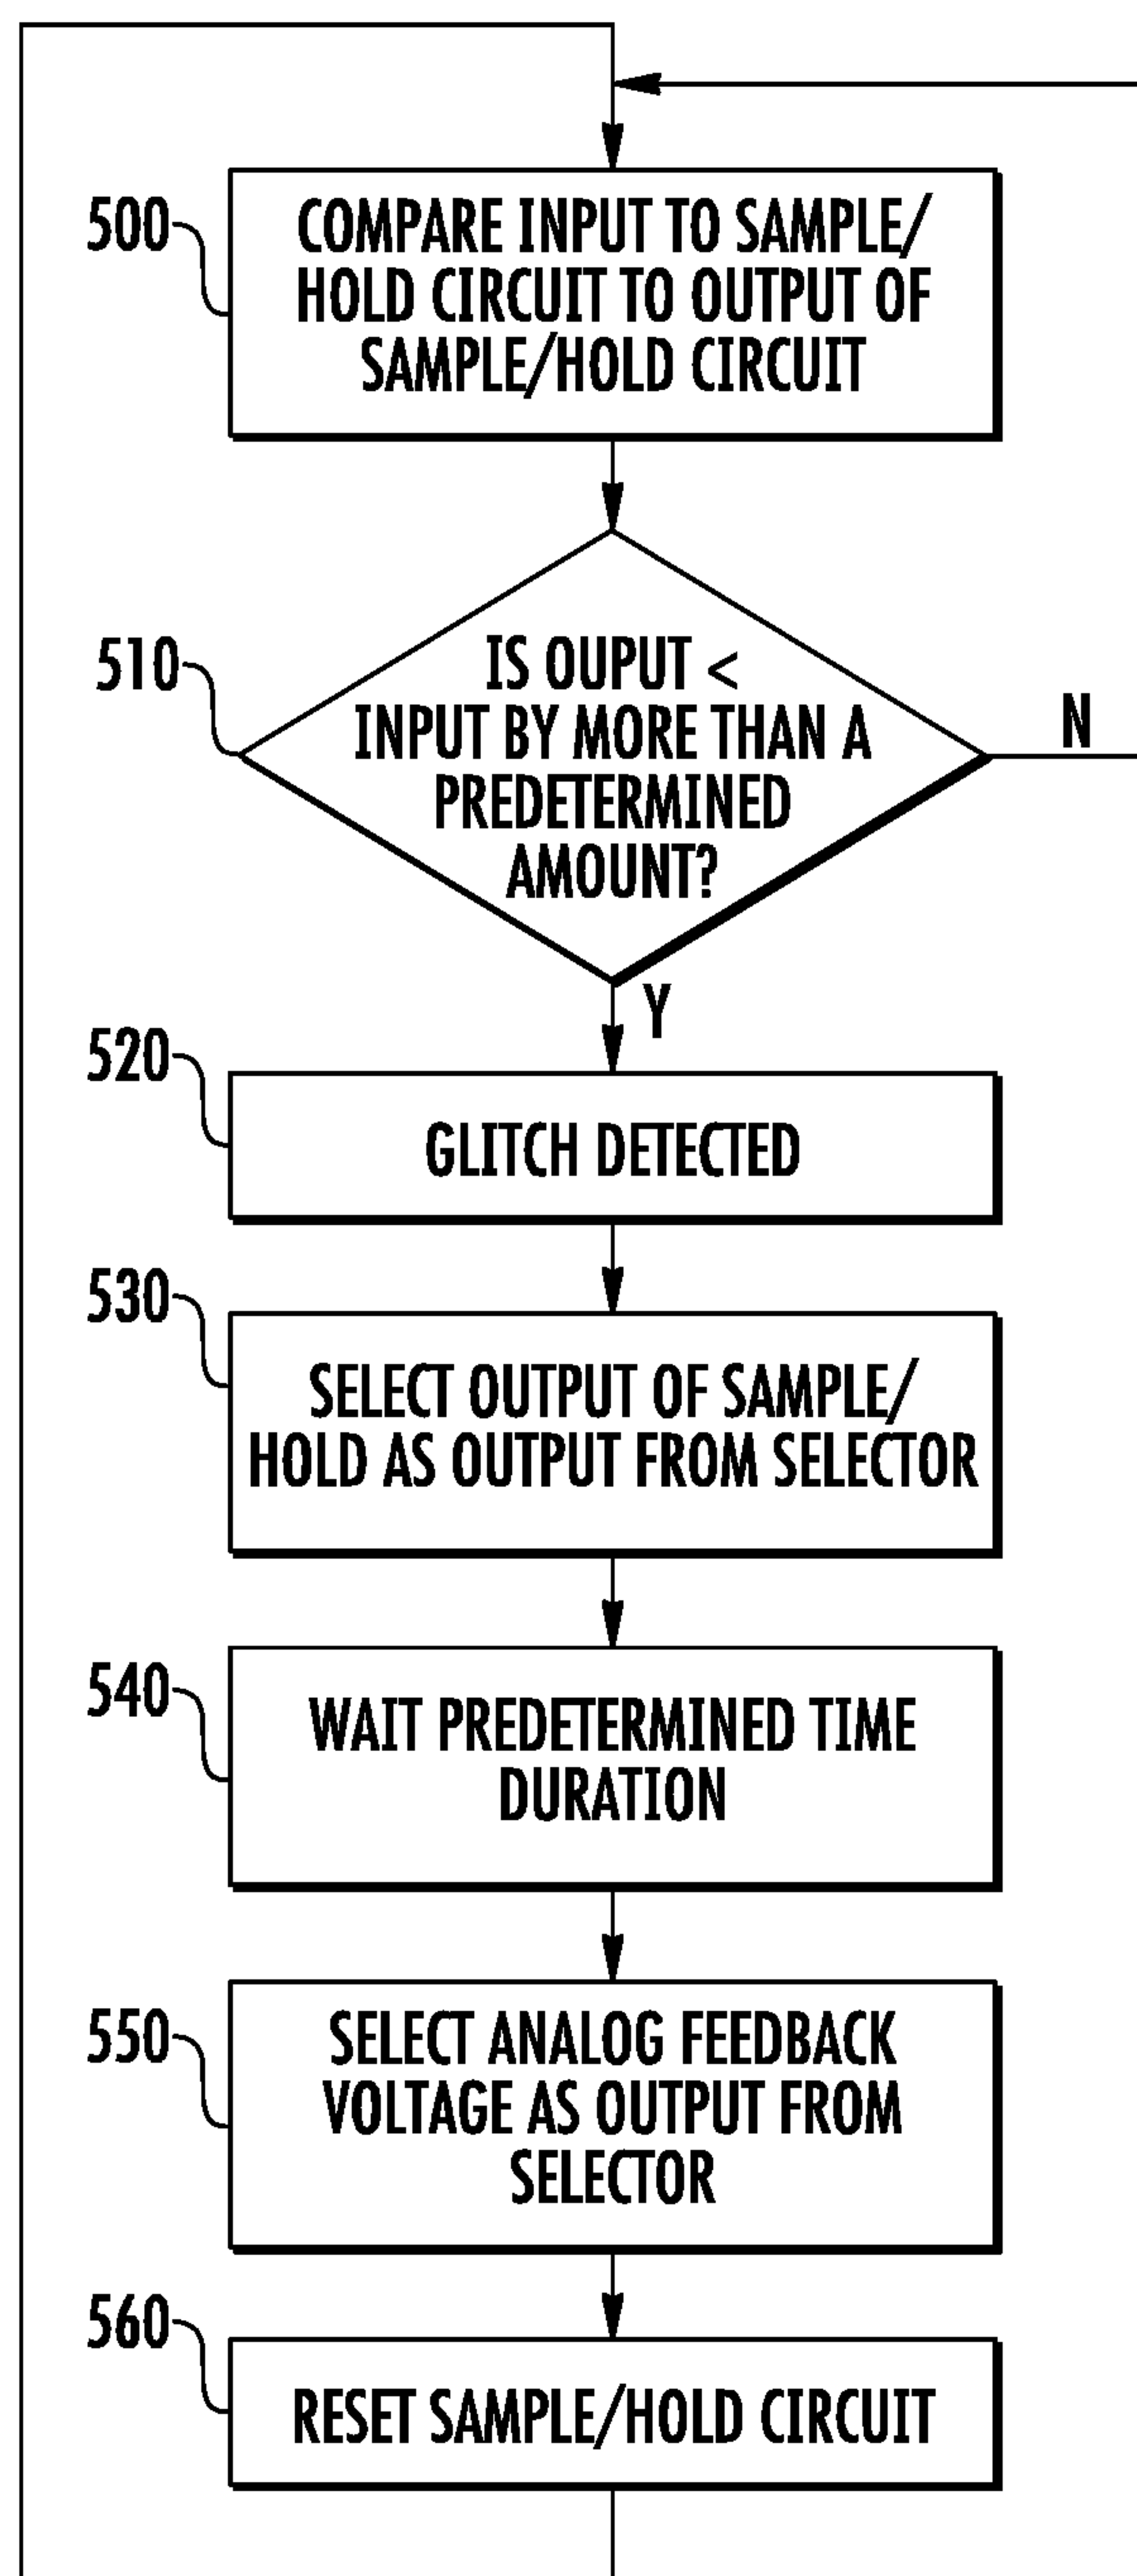 500
COMPARE INPUT TO SAMPLE/
HOLD CIRCUIT TO OUTPUT OF
SAMPLE/HOLD CIRCUIT
510
IS OUPUT <
INPUT BY MORE THAN A
PREDETERMINED
AMOUNT?
N
Y
520
GLITCH DETECTED
530
SELECT OUTPUT OF SAMPLE/
HOLD AS OUTPUT FROM SELECTOR
540
WAIT PREDETERMINED TIME
DURATION
550
SELECT ANALOG FEEDBACK
VOLTAGE AS OUTPUT FROM
SELECTOR
560
RESET SAMPLE/HOLD CIRCUIT